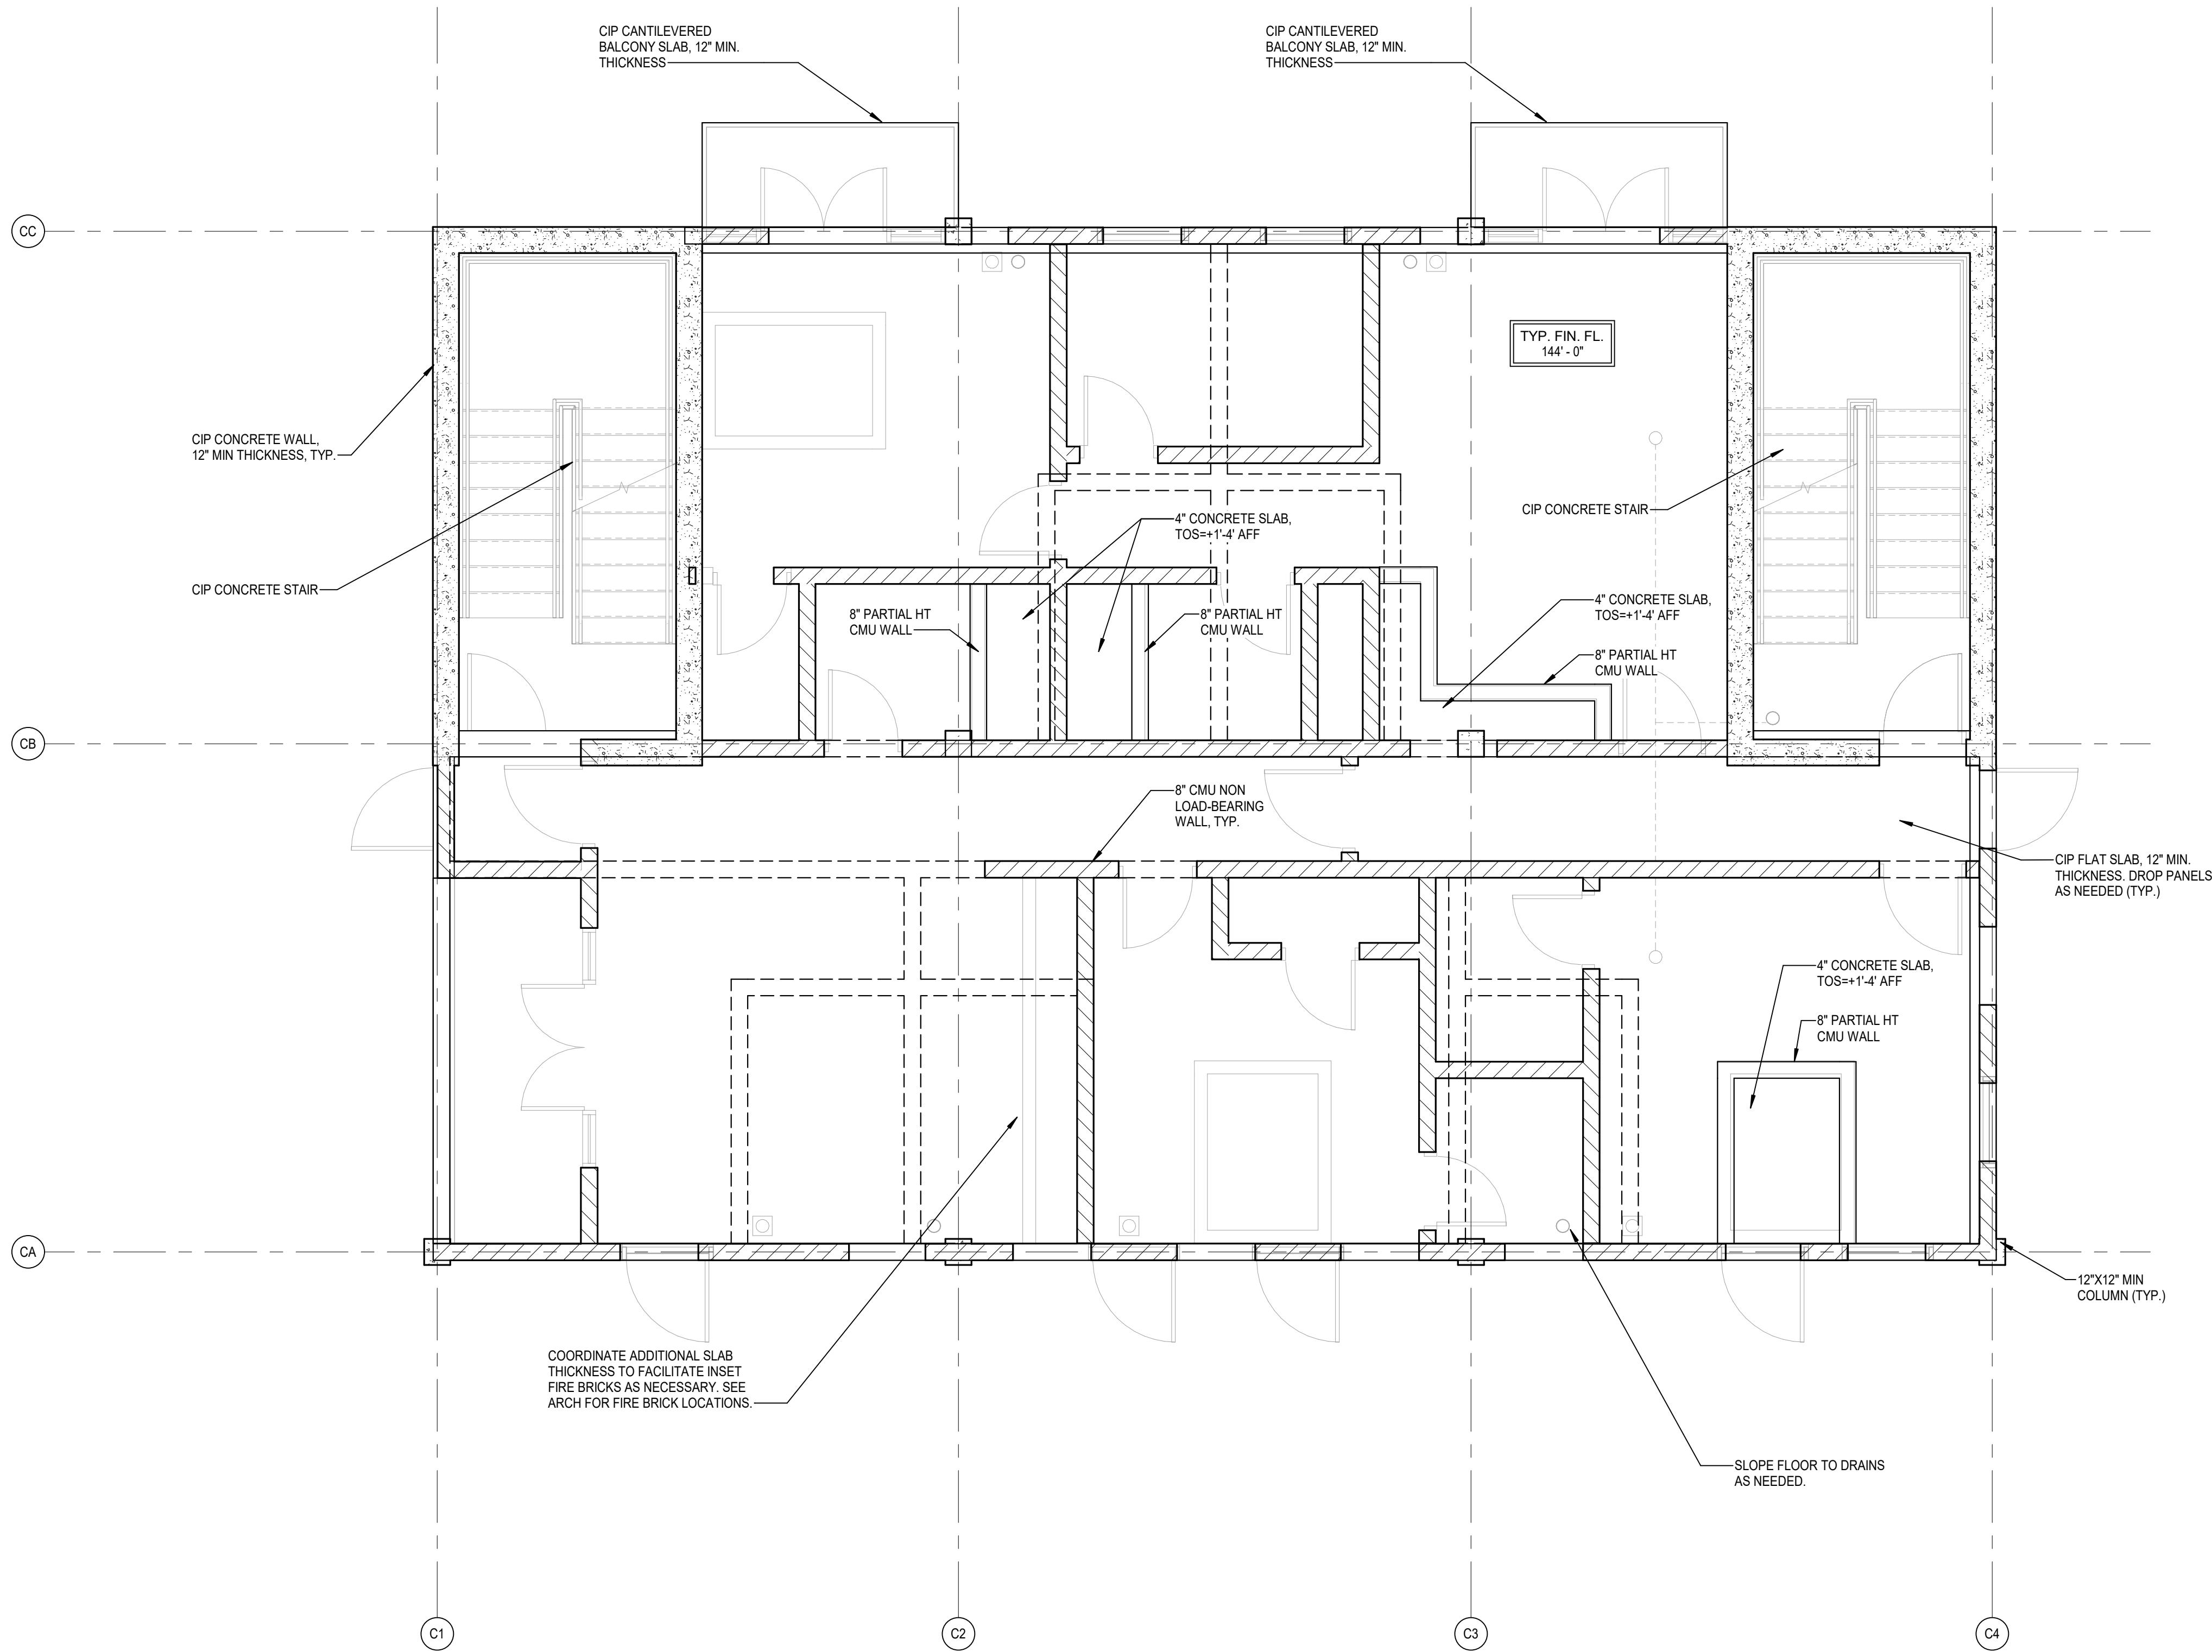 CIP CANTILEVERED
BALCONY SLAB, 12" MIN.
THICKNESS
CIP CANTILEVERED
BALCONY SLAB, 12" MIN.
THICKNESS
CC
TYP. FIN. FL.
144' - 0"
CIP CONCRETE WALL,
12" MIN THICKNESS, TYP.
CIP CONCRETE STAIR
4" CONCRETE SLAB,
TOS=+1'-4' AFF
CIP CONCRETE STAIR
8" PARTIAL HT
CMU WALL
8" PARTIAL HT
CMU WALL
4" CONCRETE SLAB,
TOS=+1'-4' AFF
8" PARTIAL HT
CMU WALL
CB
8" CMU NON
LOAD-BEARING
WALL, TYP.
CIP FLAT SLAB, 12" MIN.
THICKNESS. DROP PANELS
AS NEEDED (TYP.)
4" CONCRETE SLAB,
TOS=+1'-4' AFF
8" PARTIAL HT
CMU WALL
CA
12"X12" MIN
COLUMN (TYP.)
COORDINATE ADDITIONAL SLAB
THICKNESS TO FACILITATE INSET
FIRE BRICKS AS NECESSARY. SEE
ARCH FOR FIRE BRICK LOCATIONS.
SLOPE FLOOR TO DRAINS
AS NEEDED.
C1
C2
C3
C4